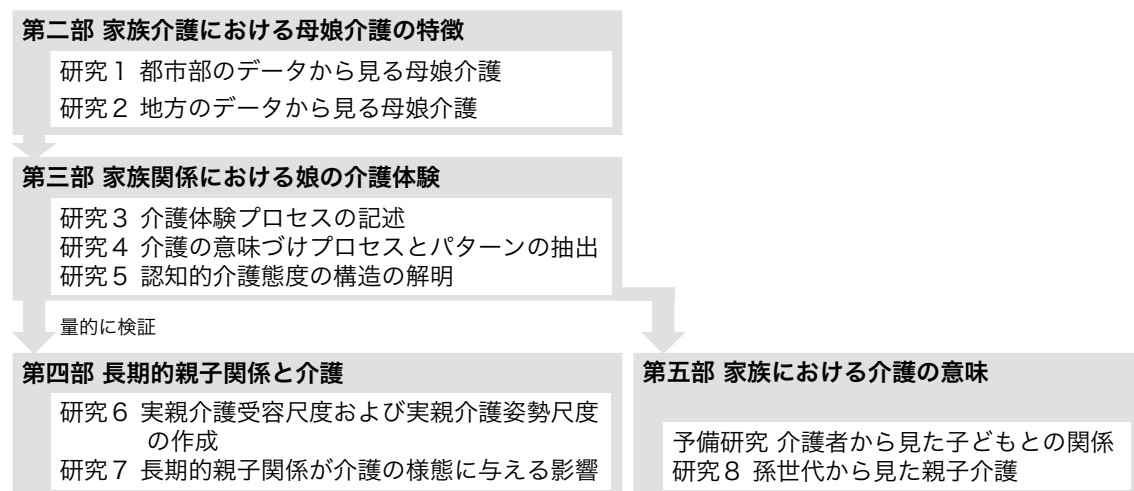 第二部 家族介護における母娘介護の特徴
研究１ 都市部のデータから見る母娘介護
研究２ 地方のデータから見る母娘介護
第三部 家族関係における娘の介護体験
研究３ 介護体験プロセスの記述
研究４ 介護の意味づけプロセスとパターンの抽出
研究５ 認知的介護態度の構造の解明
量的に検証
第四部 長期的親子関係と介護
研究６ 実親介護受容尺度および実親介護姿勢尺度
の作成
研究７ 長期的親子関係が介護の様態に与える影響
第五部 家族における介護の意味
予備研究 介護者から見た子どもとの関係
研究８ 孫世代から見た親子介護